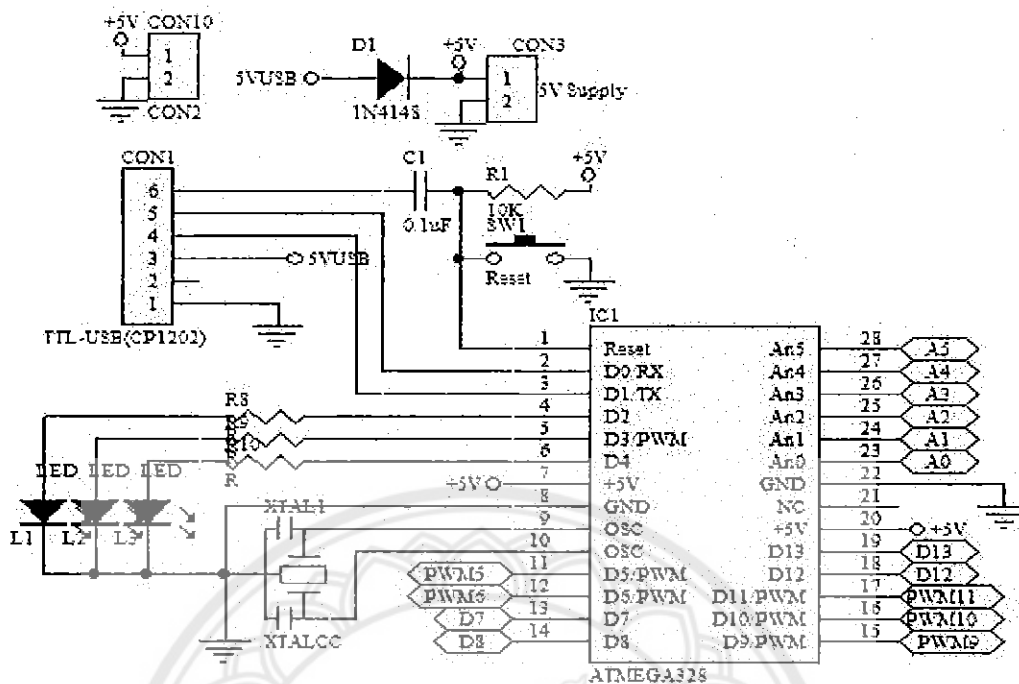 +5V CON10
1
2
CON2
5VUSB
D1
1N4148
+5V
CON3
1
2
5V Supply
CON1
6
5
4
3
2
1
TTL-USB(CP1202)
5VUSB
C1
0.1uF
R1
10K
+5V
SW1
Reset
IC1
1 Reset
2 D0/RX
3 D1/TX
4 D2
5 D3/PWM
6 D4
7 +5V
8 GND
9 OSC
10 OSC
11 D5/PWM
12 D5/PWM
13 D7
14 D8
An5 28 A5
An4 27 A4
An3 26 A3
An2 25 A2
An1 24 A1
An0 23 A0
GND 22
NC 21
+5V 20 +5V
D13 19 D13
D12 18 D12
D11/PWM 17 PWM11
D10/PWM 16 PWM10
D9/PWM 15 PWM9
ATMEGA328
R8
R9
R10
R
LED LED LED
L1 L2 L3
+5V
XTAL1
XTALCC
PWM5
PWM6
D7
D8